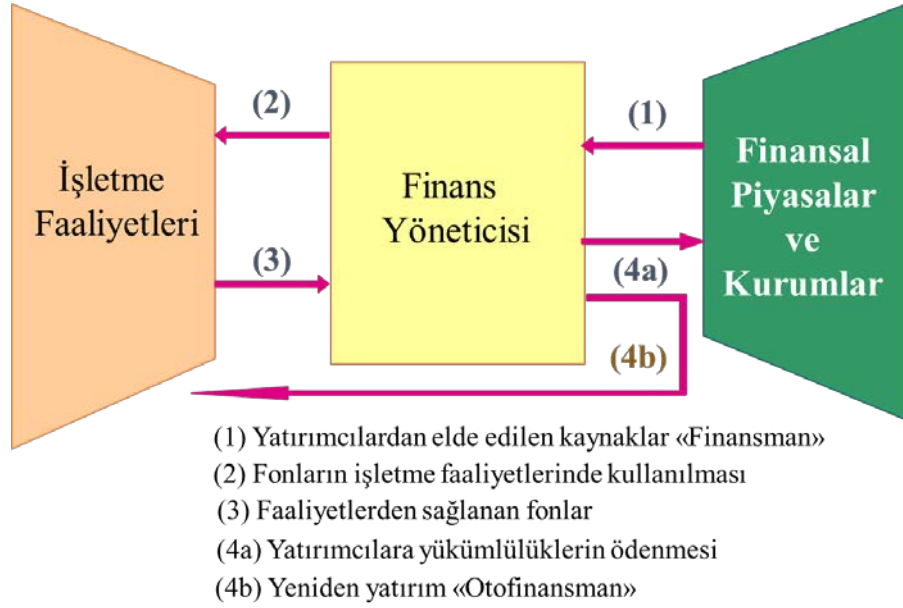 (2)
(1)
İşletme
Faaliyetleri
Finans
Yöneticisi
Finansal
Piyasalar
ve
Kurumlar
(3)
(4a)
(4b)
(1) Yatırımcılardan elde edilen kaynaklar «Finansman»
(2) Fonların işletme faaliyetlerinde kullanılması
(3) Faaliyetlerden sağlanan fonlar
(4a) Yatırımcılara yükümlülüklerin ödenmesi
(4b) Yeniden yatırım «Otofinansman»